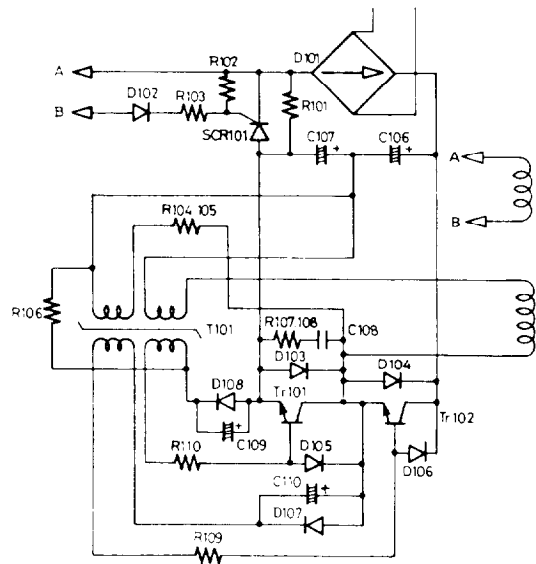 R102
D101
A
D102
R103
B
R101
SCR101
C107
+
C106
+
A
B
R104.105
R106
T101
R107.108
C108
D103
D104
D108
Tr101
Tr102
+
C109
R110
D105
D106
C110
+
D107
R109